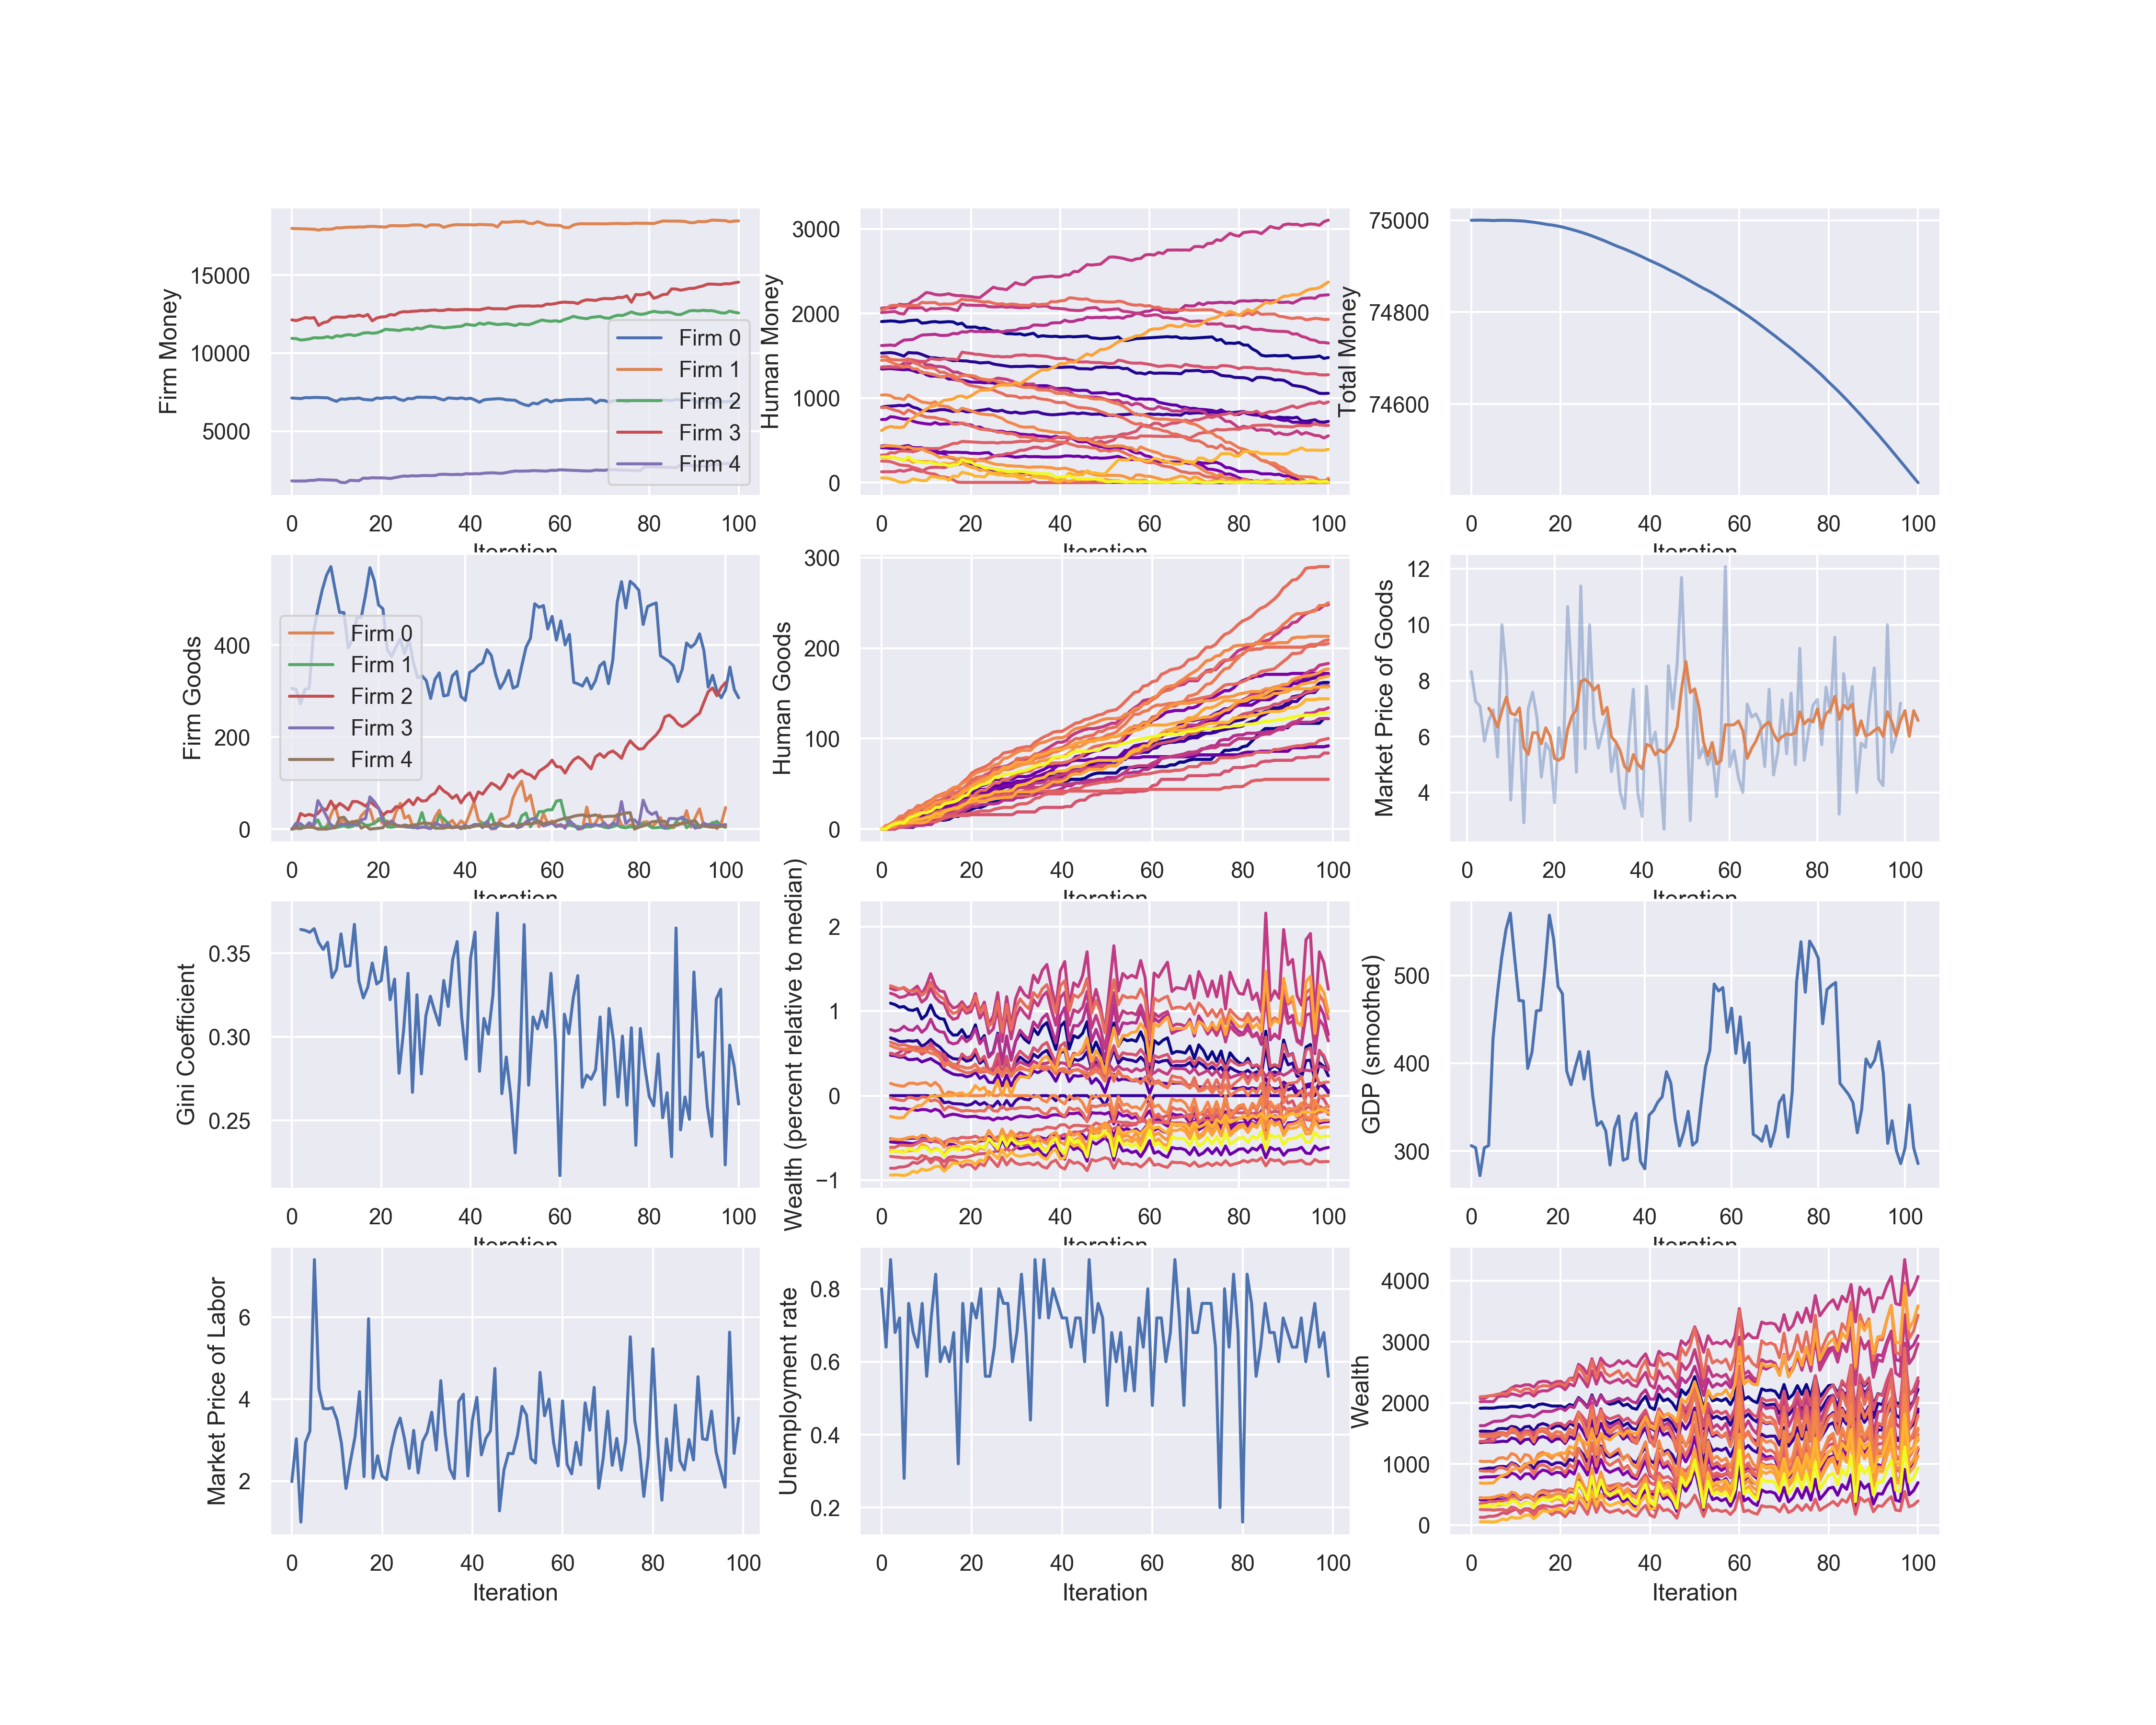 Firm Money
15000
10000
5000
0 20 40 60 80 100
Iteration
Firm 0
Firm 1
Firm 2
Firm 3
Firm 4
Human Money
3000
2000
1000
0
0 20 40 60 80 100
Iteration
Total Money
75000
74800
74600
0 20 40 60 80 100
Iteration
Firm Goods
400
200
0
0 20 40 60 80 100
Iteration
Firm 0
Firm 1
Firm 2
Firm 3
Firm 4
Human Goods
300
200
100
0
0 20 40 60 80 100
Iteration
Market Price of Goods
12
10
8
6
4
0 20 40 60 80 100
Iteration
Gini Coefficient
0.35
0.30
0.25
0 20 40 60 80 100
Iteration
Wealth (percent relative to median)
2
1
0
−1
0 20 40 60 80 100
Iteration
GDP (smoothed)
500
400
300
0 20 40 60 80 100
Iteration
Market Price of Labor
6
4
2
0 20 40 60 80 100
Iteration
Unemployment rate
0.8
0.6
0.4
0.2
0 20 40 60 80 100
Iteration
Wealth
4000
3000
2000
1000
0
0 20 40 60 80 100
Iteration